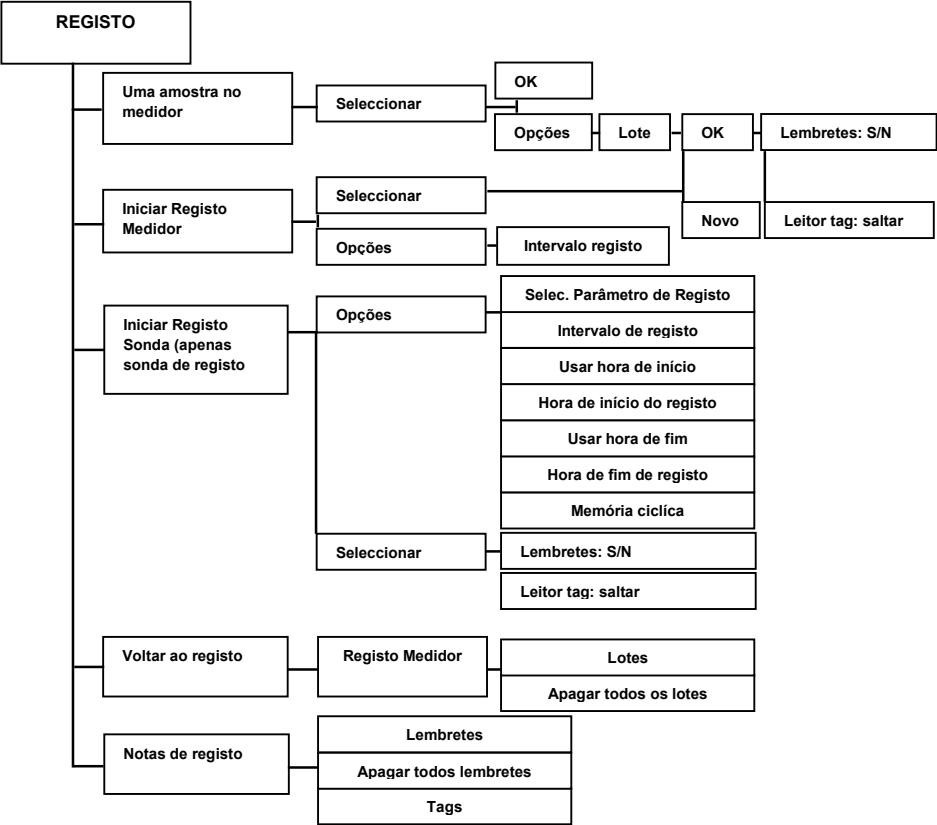 REGISTO
Uma amostra no
medidor
Seleccionar
OK
Opções
Lote
OK
Lembretes: S/N
Iniciar Registo
Medidor
Seleccionar
Novo
Leitor tag: saltar
Opções
Intervalo registo
Iniciar Registo
Sonda (apenas
sonda de registo
Opções
Selec. Parâmetro de Registo
Intervalo de registo
Usar hora de início
Hora de início do registo
Usar hora de fim
Hora de fim de registo
Memória ciclíca
Seleccionar
Lembretes: S/N
Leitor tag: saltar
Voltar ao registo
Registo Medidor
Lotes
Apagar todos os lotes
Notas de registo
Lembretes
Apagar todos lembretes
Tags